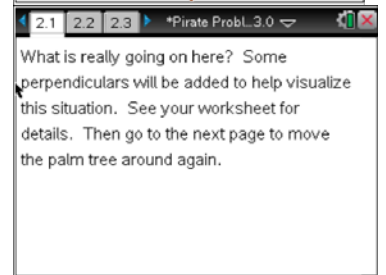 2.1 2.2 2.3 *Pirate Probl...3.0
What is really going on here? Some
perpendiculars will be added to help visualize
this situation. See your worksheet for
details. Then go to the next page to move
the palm tree around again.